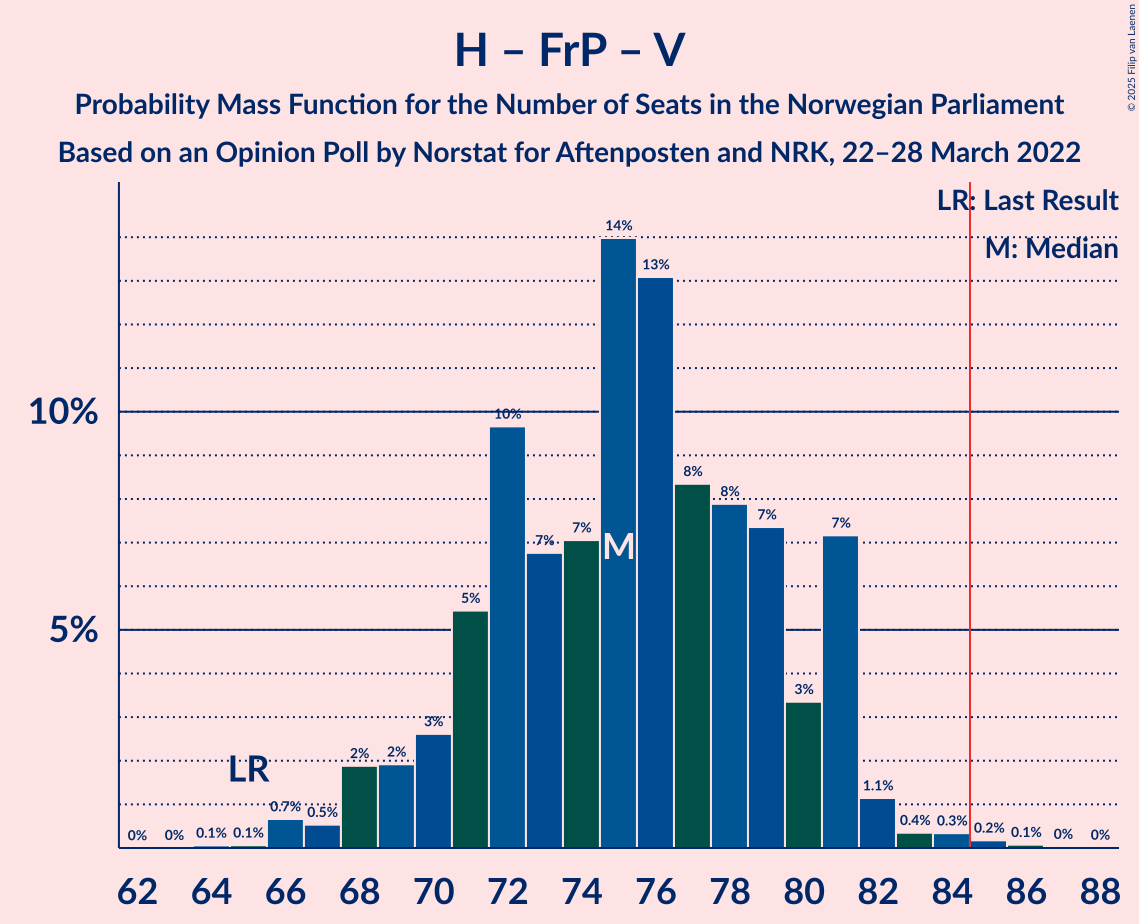 H – FrP – V
Probability Mass Function for the Number of Seats in the Norwegian Parliament
Based on an Opinion Poll by Norstat for Aftenposten and NRK, 22–28 March 2022
© 2025 Filip van Laenen
LR: Last Result
M: Median
10%
5%
0% 0% 0.1% 0.1% 0.7% 0.5% 2% 2% 3% 5% 10% 7% 7% 14% 13% 8% 8% 7% 3% 7% 1.1% 0.4% 0.3% 0.2% 0.1% 0% 0%
LR
M
62 64 66 68 70 72 74 76 78 80 82 84 86 88